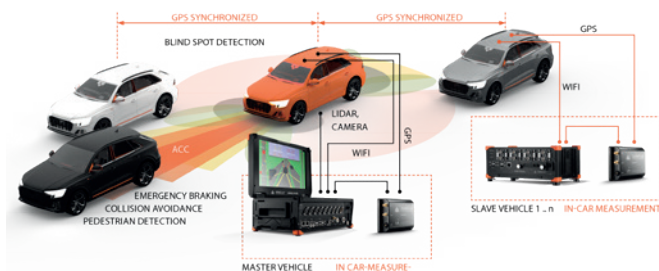 GPS SYNCHRONIZED
GPS SYNCHRONIZED
GPS
BLIND SPOT DETECTION
WIFI
LIDAR,
CAMERA
GPS
WIFI
ACC
EMERGENCY BRAKING
COLLISION AVOIDANCE
PEDESTRIAN DETECTION
SLAVE VEHICLE 1 .. n IN-CAR MEASUREMENT
MASTER VEHICLE IN CAR-MEASURE-